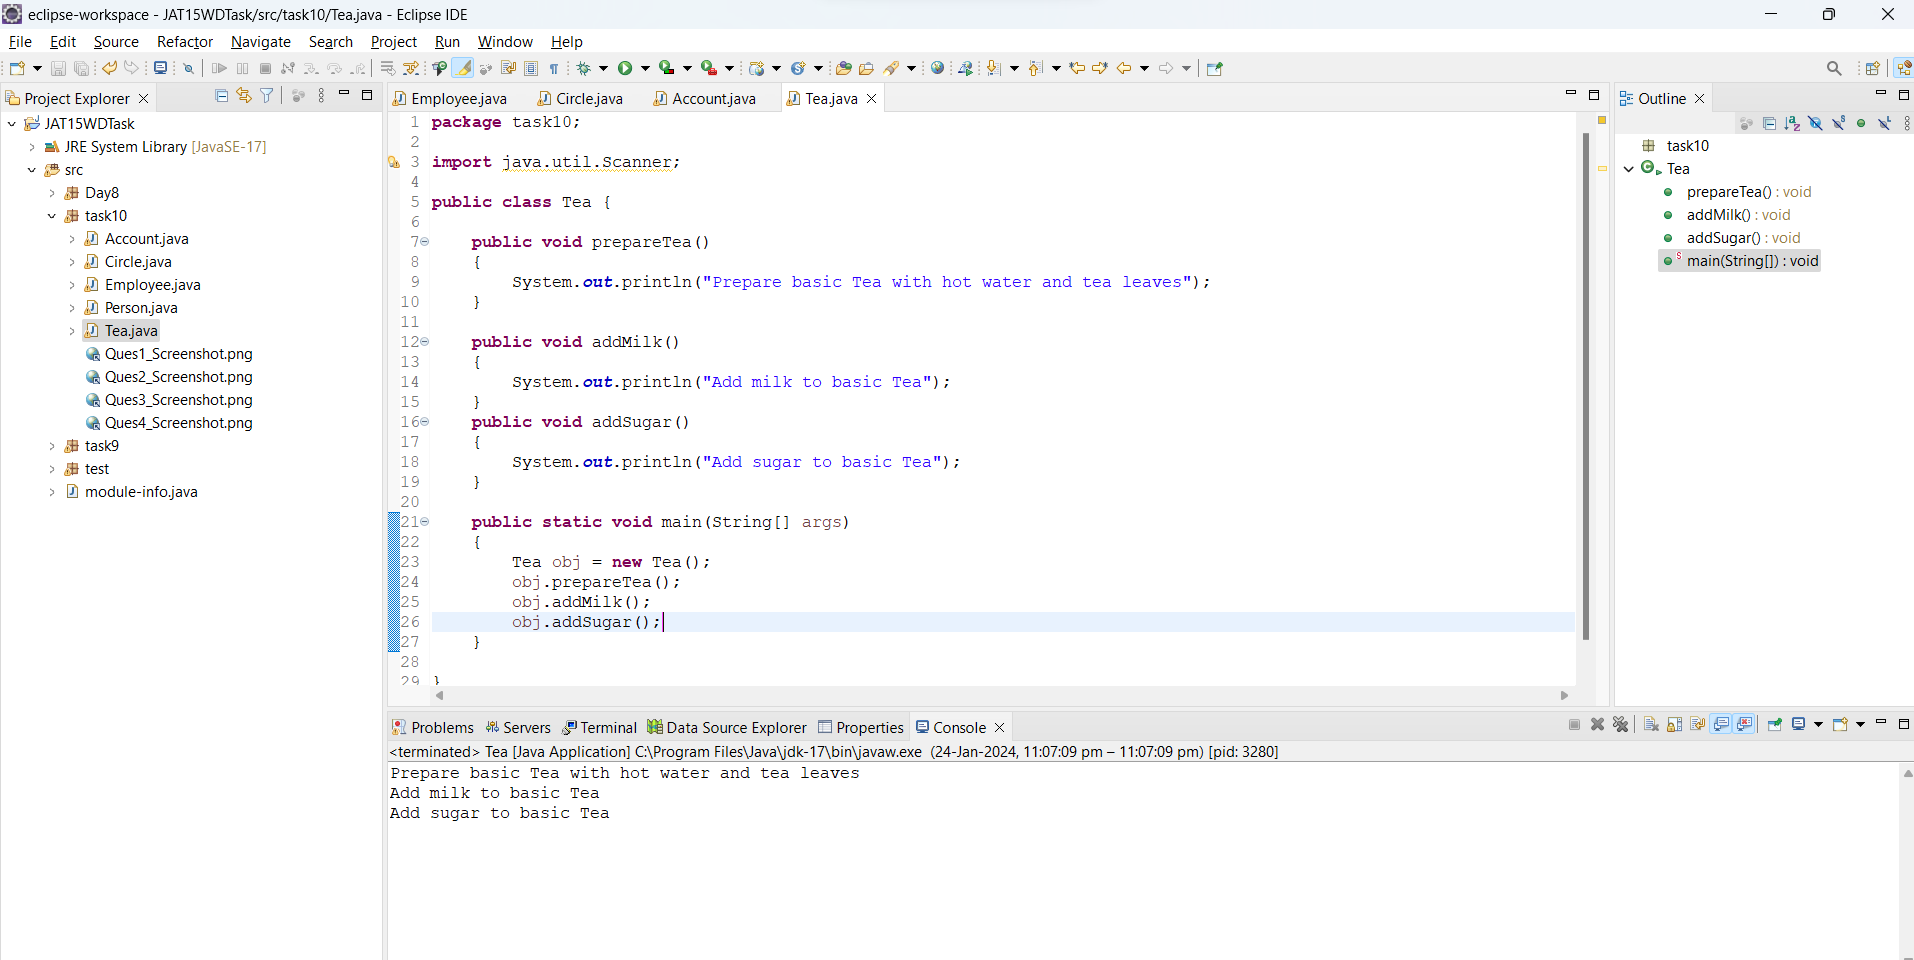 eclipse-workspace - JAT15WDTask/src/task10/Tea.java - Eclipse IDE
File Edit Source Refactor Navigate Search Project Run Window Help
Project Explorer
JAT15WDTask
JRE System Library [JavaSE-17]
src
Day8
task10
Account.java
Circle.java
Employee.java
Person.java
Tea.java
Ques1_Screenshot.png
Ques2_Screenshot.png
Ques3_Screenshot.png
Ques4_Screenshot.png
task9
test
module-info.java
Employee.java Circle.java Account.java Tea.java
1 package task10;
2
3 import java.util.Scanner;
4
5 public class Tea {
6
7 public void prepareTea()
8 {
9 System.out.println("Prepare basic Tea with hot water and tea leaves");
10 }
11
12 public void addMilk()
13 {
14 System.out.println("Add milk to basic Tea");
15 }
16 public void addSugar()
17 {
18 System.out.println("Add sugar to basic Tea");
19 }
20
21 public static void main(String[] args)
22 {
23 Tea obj = new Tea();
24 obj.prepareTea();
25 obj.addMilk();
26 obj.addSugar();
27 }
28
29 }
Outline
task10
Tea
prepareTea() : void
addMilk() : void
addSugar() : void
main(String[]) : void
Problems Servers Terminal Data Source Explorer Properties Console
<terminated> Tea [Java Application] C:\Program Files\Java\jdk-17\bin\javaw.exe (24-Jan-2024, 11:07:09 pm – 11:07:09 pm) [pid: 3280]
Prepare basic Tea with hot water and tea leaves
Add milk to basic Tea
Add sugar to basic Tea